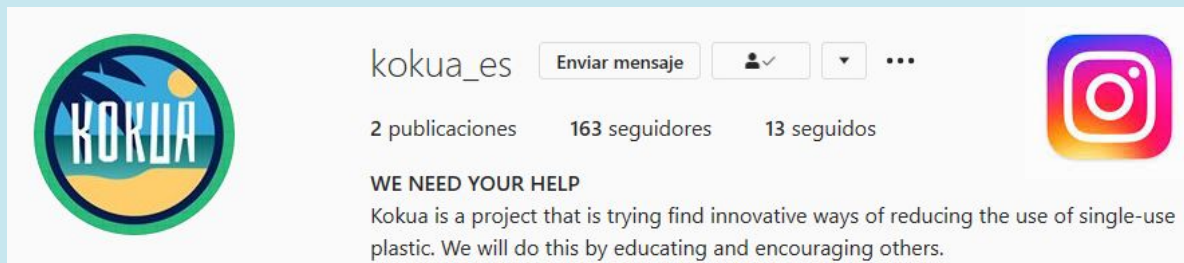 KOKUA
kokua_es Enviar mensaje
2 publicaciones 163 seguidores 13 seguidos
WE NEED YOUR HELP
Kokua is a project that is trying find innovative ways of reducing the use of single-use
plastic. We will do this by educating and encouraging others.